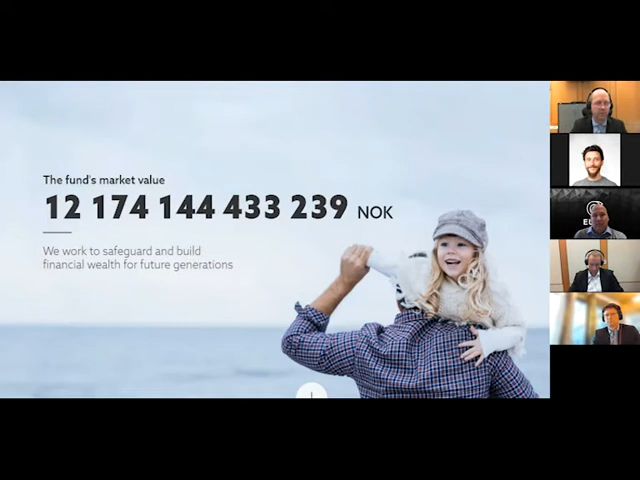 The fund's market value
12 174 144 433 239 NOK
We work to safeguard and build
financial wealth for future generations